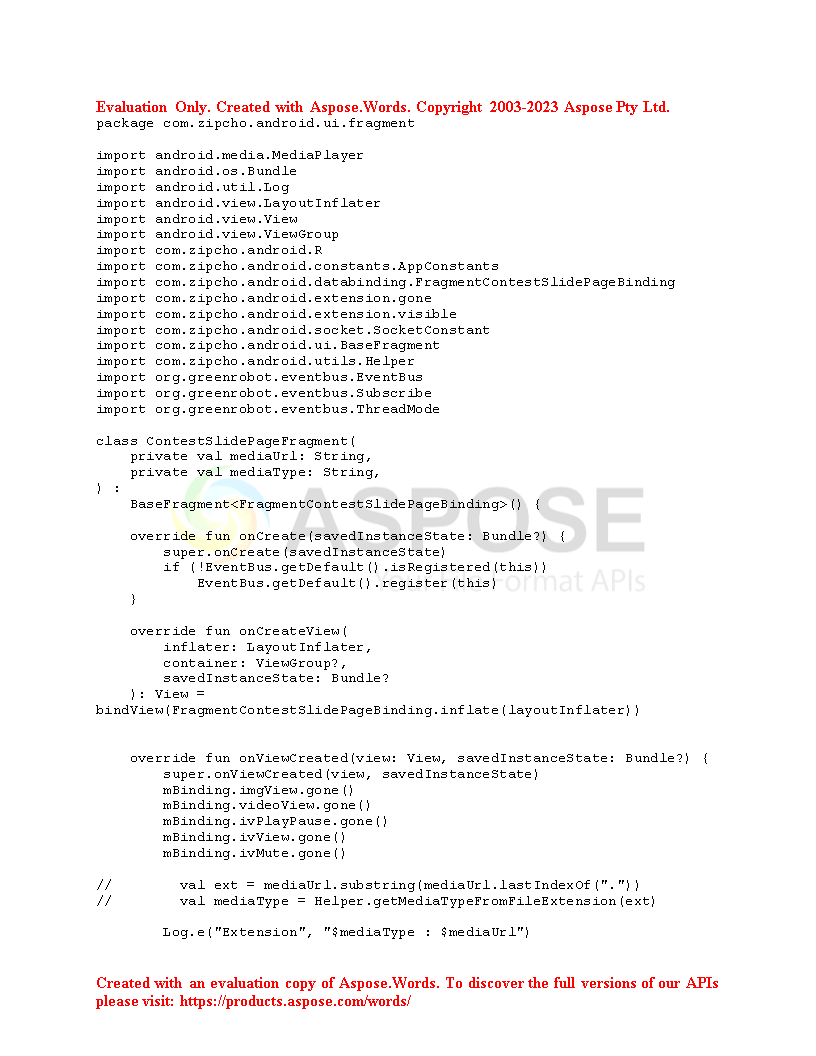 Evaluation Only. Created with Aspose.Words. Copyright 2003-2023 Aspose Pty Ltd.
package com.zipcho.android.ui.fragment

import android.media.MediaPlayer
import android.os.Bundle
import android.util.Log
import android.view.LayoutInflater
import android.view.View
import android.view.ViewGroup
import com.zipcho.android.R
import com.zipcho.android.constants.AppConstants
import com.zipcho.android.databinding.FragmentContestSlidePageBinding
import com.zipcho.android.extension.gone
import com.zipcho.android.extension.visible
import com.zipcho.android.socket.SocketConstant
import com.zipcho.android.ui.BaseFragment
import com.zipcho.android.utils.Helper
import org.greenrobot.eventbus.EventBus
import org.greenrobot.eventbus.Subscribe
import org.greenrobot.eventbus.ThreadMode

class ContestSlidePageFragment(
    private val mediaUrl: String,
    private val mediaType: String,
) :
    BaseFragment<FragmentContestSlidePageBinding>() {
ASPOSE

    override fun onCreate(savedInstanceState: Bundle?) {
        super.onCreate(savedInstanceState)
        if (!EventBus.getDefault().isRegistered(this))
            EventBus.getDefault().register(this)
Format APIs
    }

    override fun onCreateView(
        inflater: LayoutInflater,
        container: ViewGroup?,
        savedInstanceState: Bundle?
    ): View =
bindView(FragmentContestSlidePageBinding.inflate(layoutInflater))


    override fun onViewCreated(view: View, savedInstanceState: Bundle?) {
        super.onViewCreated(view, savedInstanceState)
        mBinding.imgView.gone()
        mBinding.videoView.gone()
        mBinding.ivPlayPause.gone()
        mBinding.ivView.gone()
        mBinding.ivMute.gone()

//        val ext = mediaUrl.substring(mediaUrl.lastIndexOf("."))
//        val mediaType = Helper.getMediaTypeFromFileExtension(ext)

        Log.e("Extension", "$mediaType : $mediaUrl")

Created with an evaluation copy of Aspose.Words. To discover the full versions of our APIs
please visit: https://products.aspose.com/words/